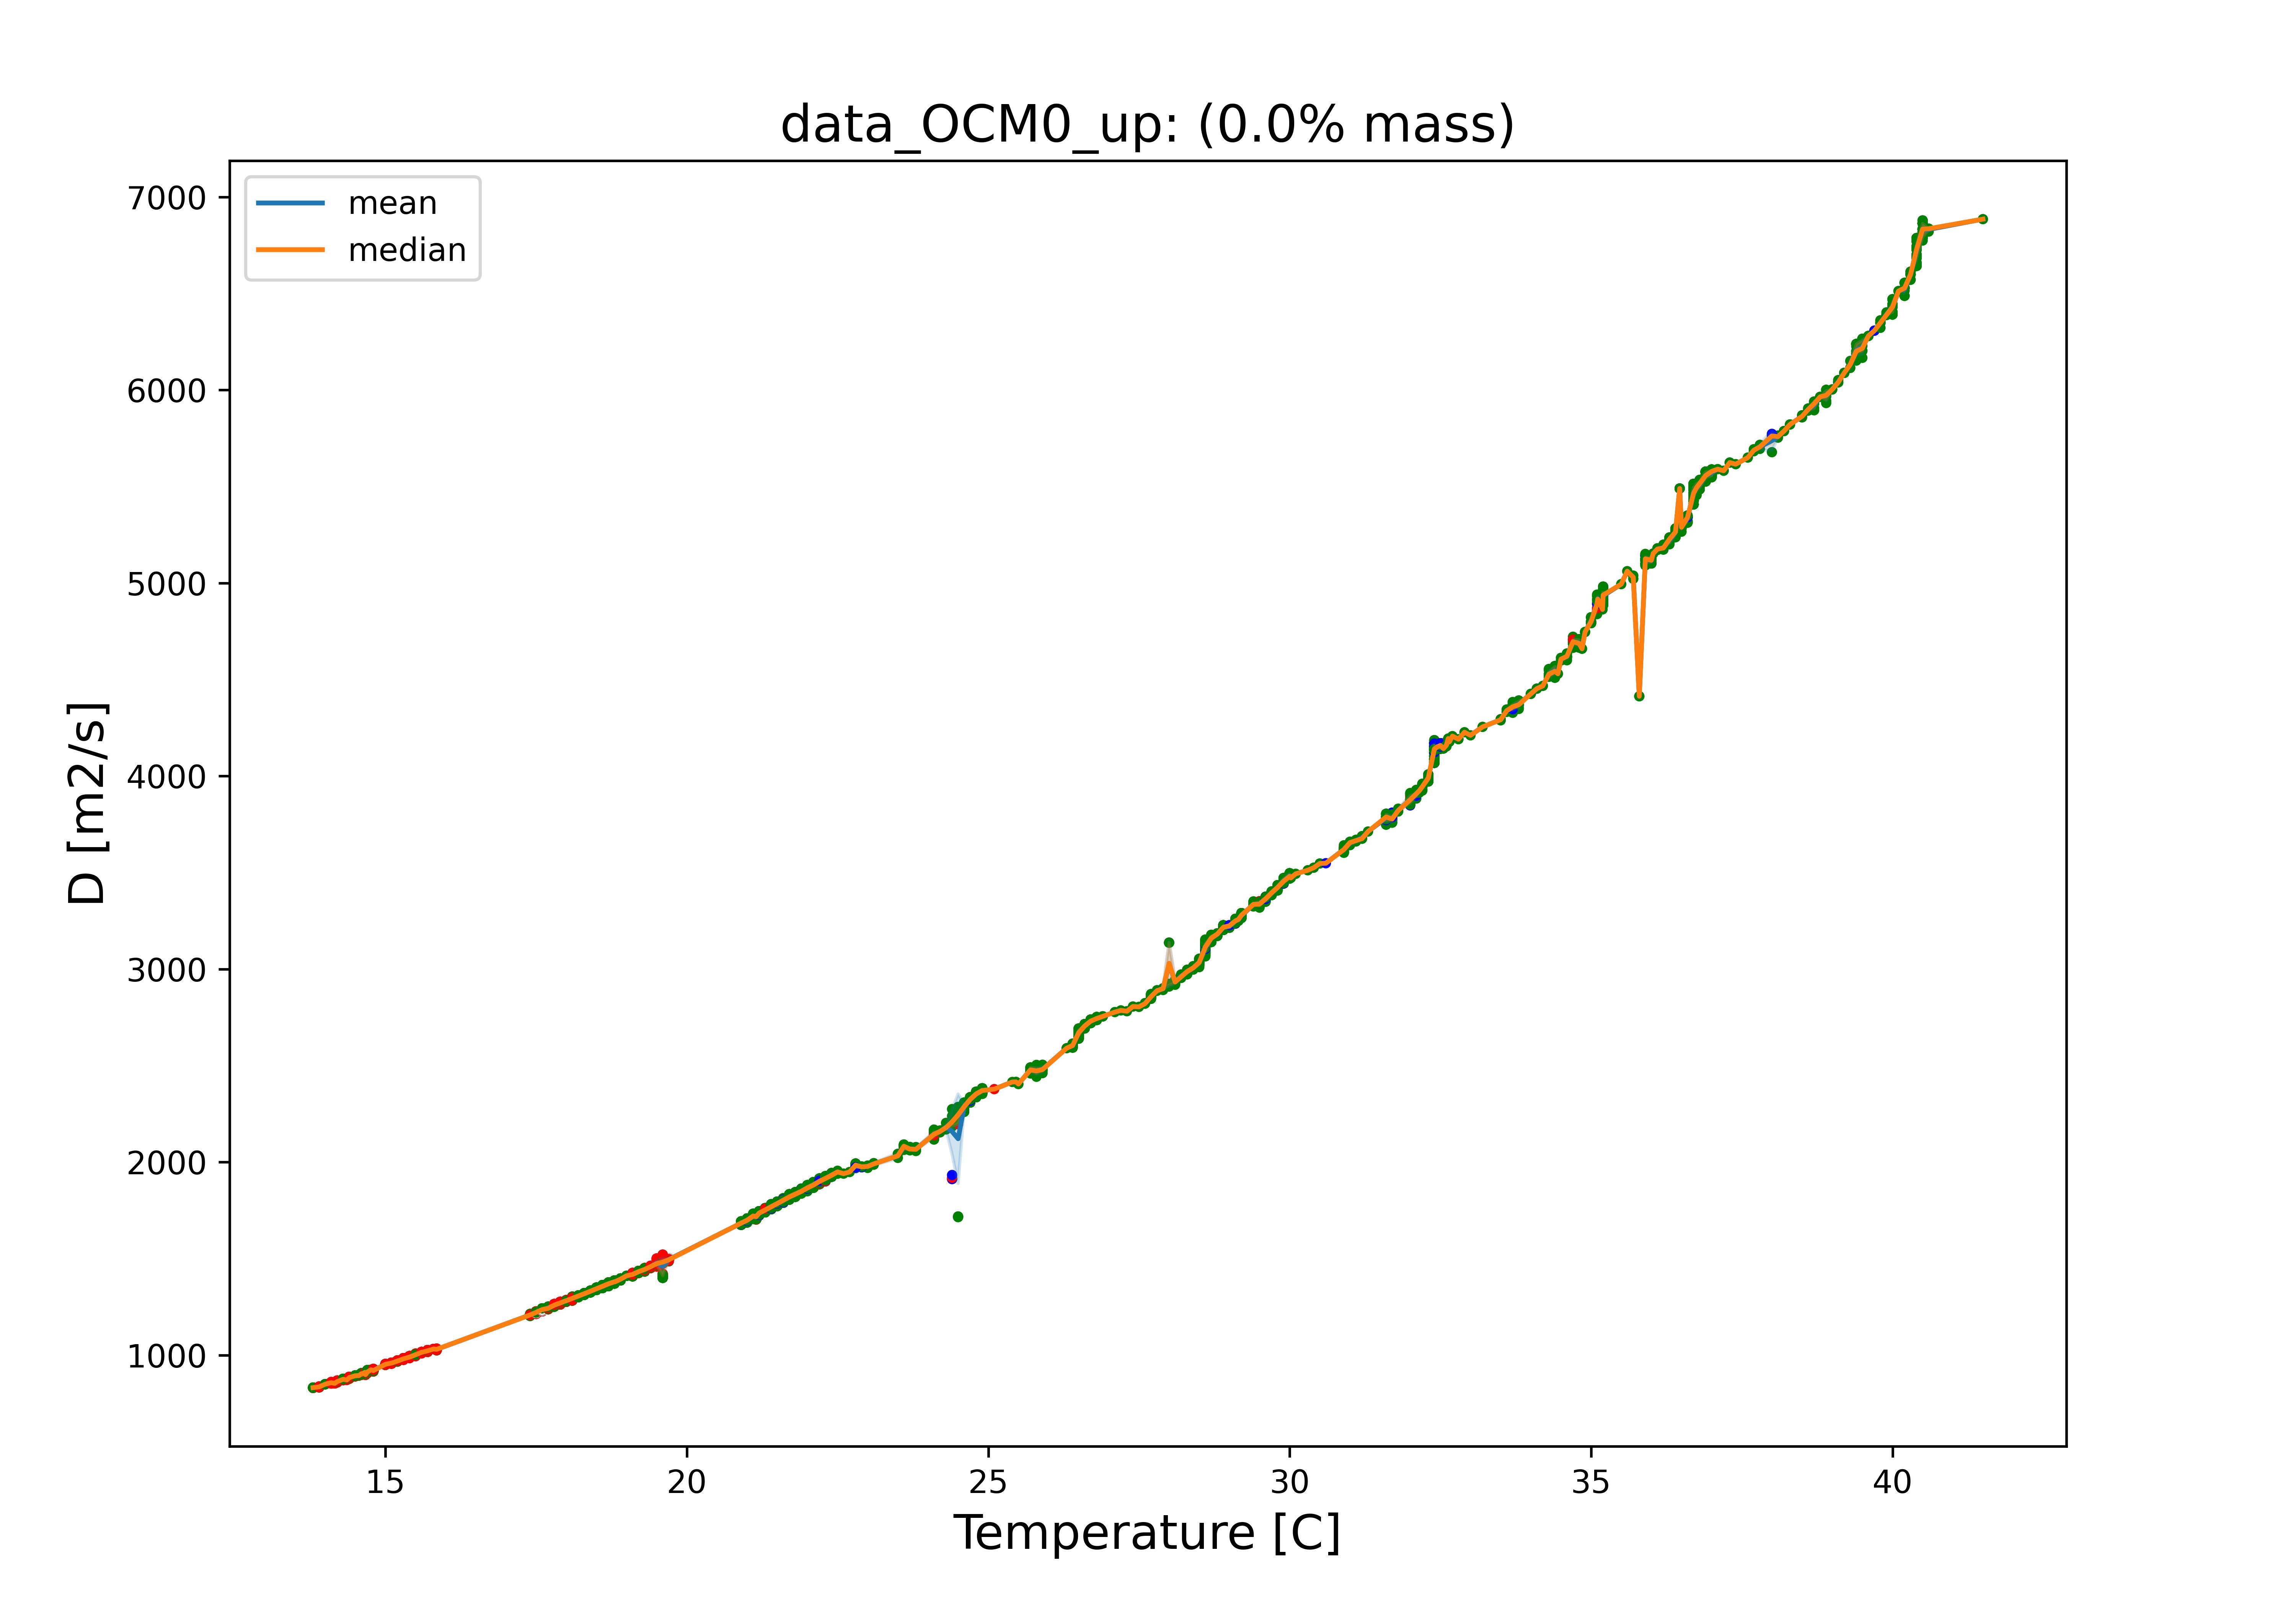 data_OCM0_up: (0.0% mass)
mean
median
7000
6000
5000
4000
3000
2000
1000
D [m2/s]
15 20 25 30 35 40
Temperature [C]